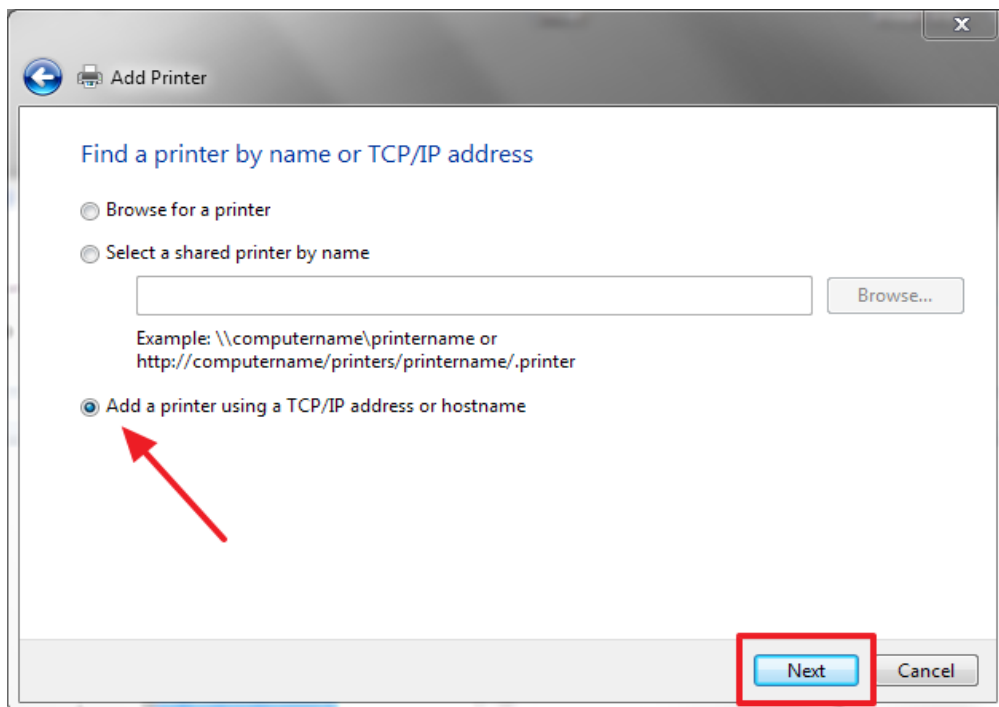 X
Add Printer
Find a printer by name or TCP/IP address
Browse for a printer
Select a shared printer by name
Browse...
Example: \\computername\printername or
http://computername/printers/printername/.printer
Add a printer using a TCP/IP address or hostname
Next
Cancel